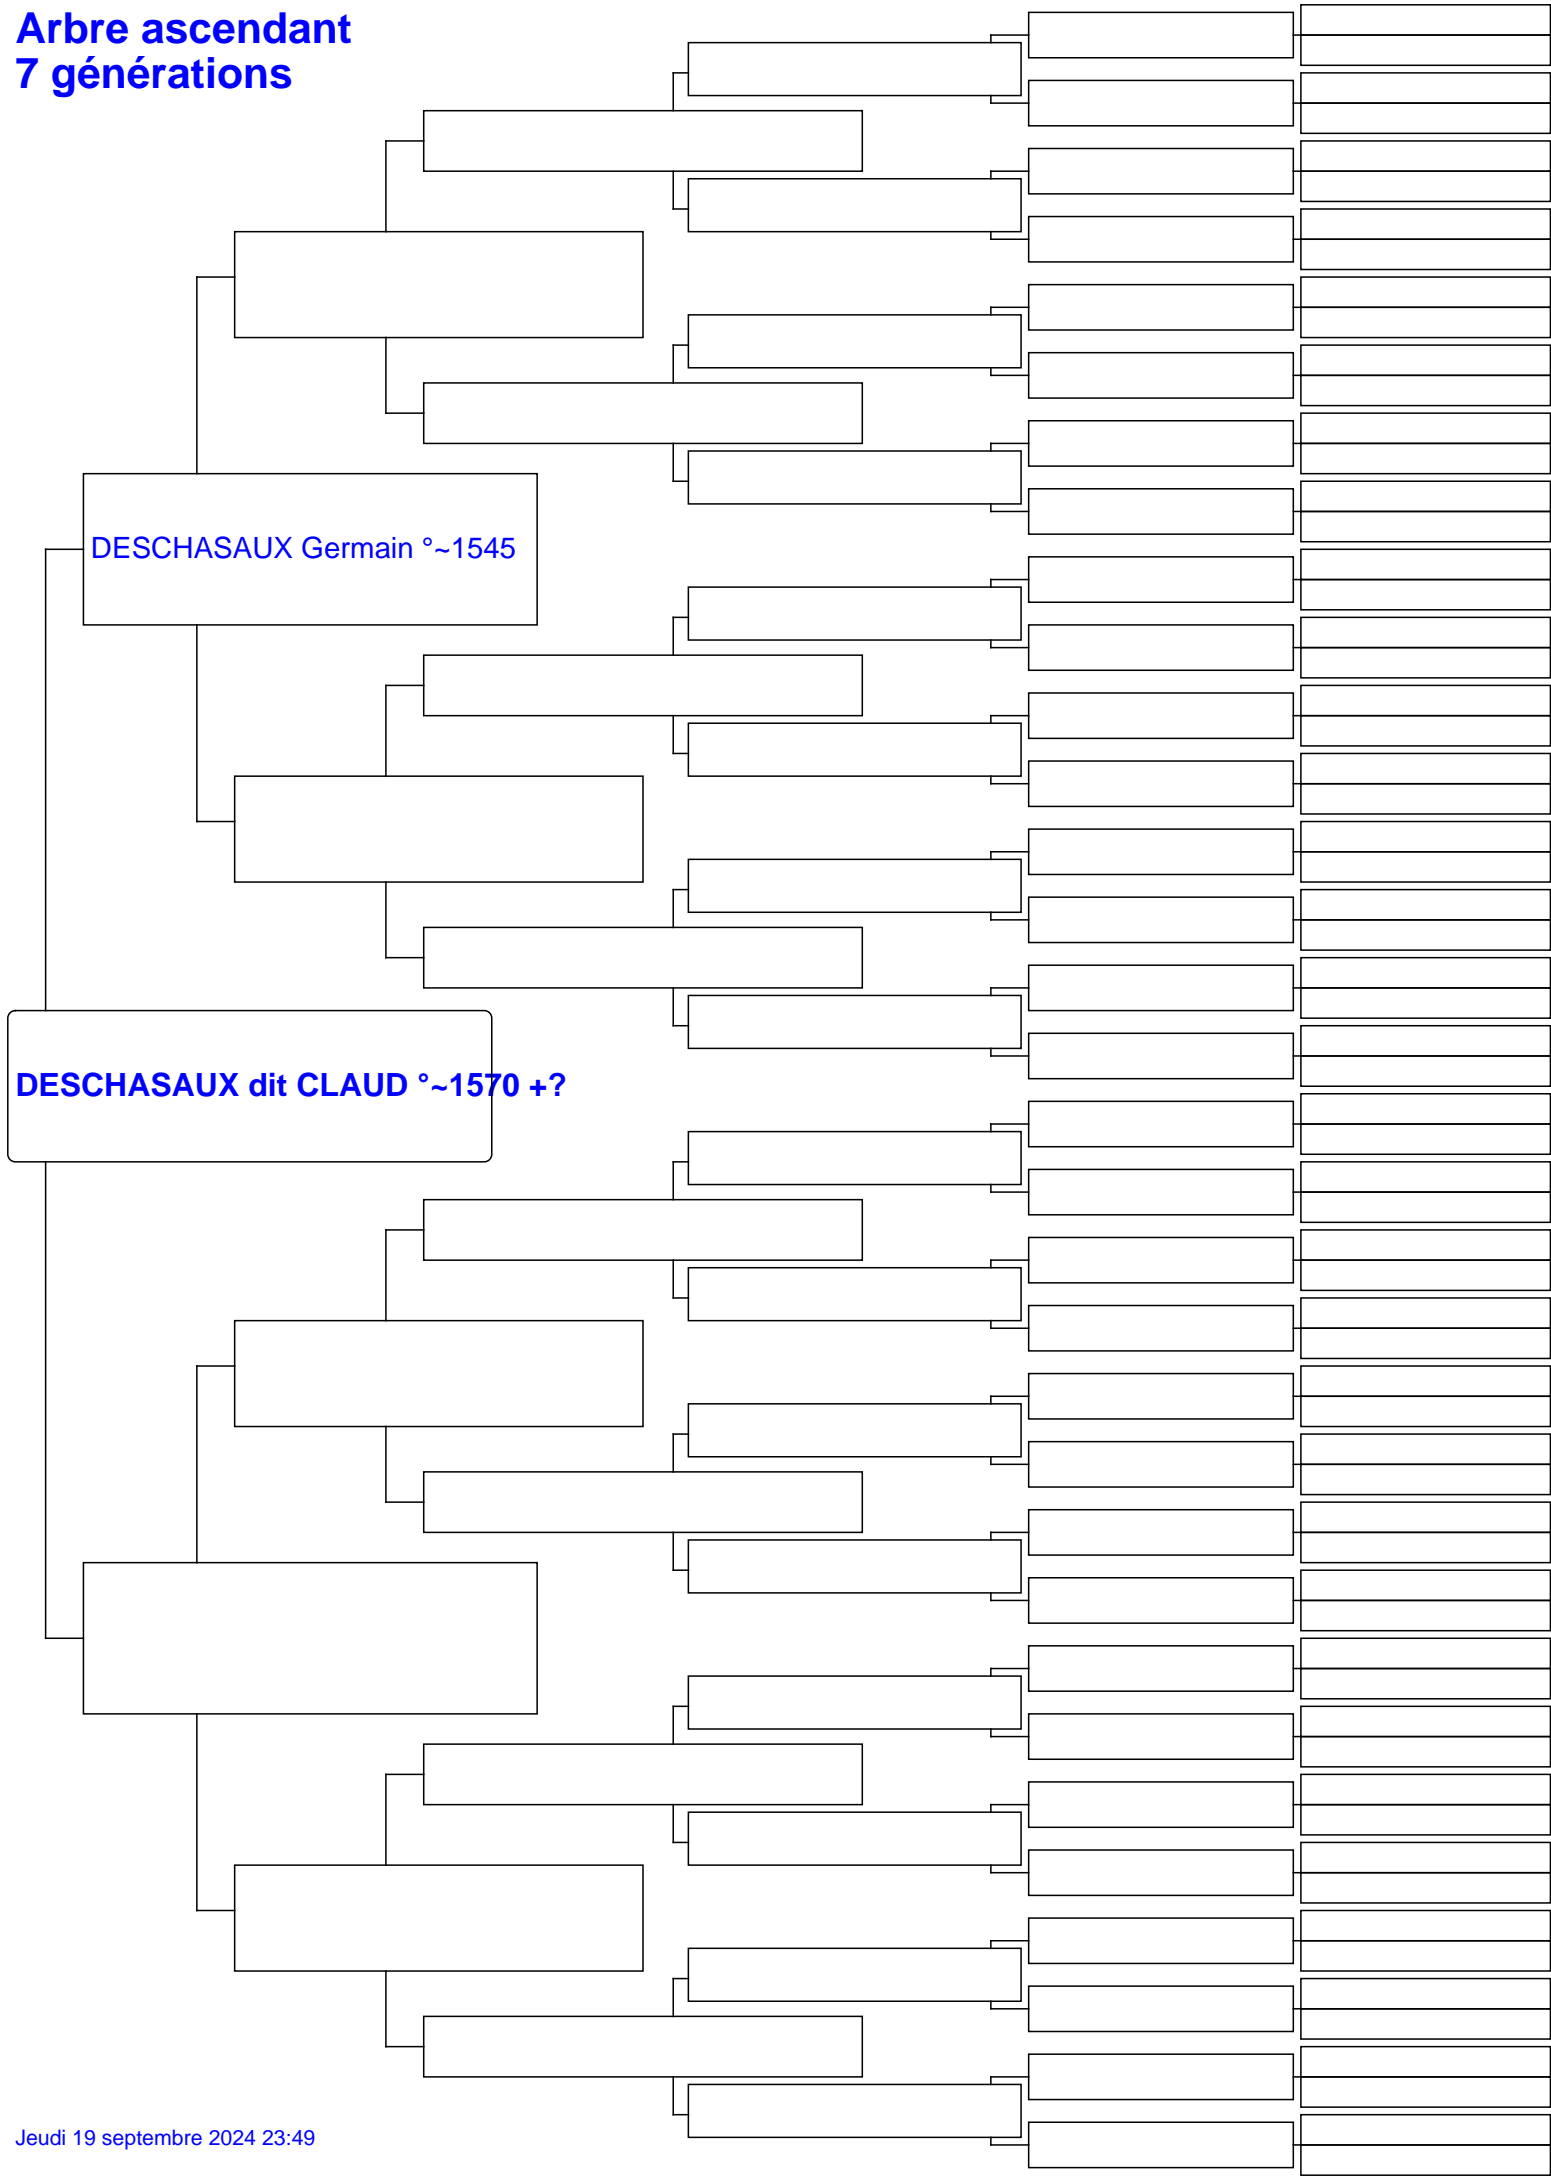 Arbre ascendant
7 générations
DESCHASAUX Germain °~1545
DESCHASAUX dit CLAUD °~1570 +?
Jeudi 19 septembre 2024 23:49